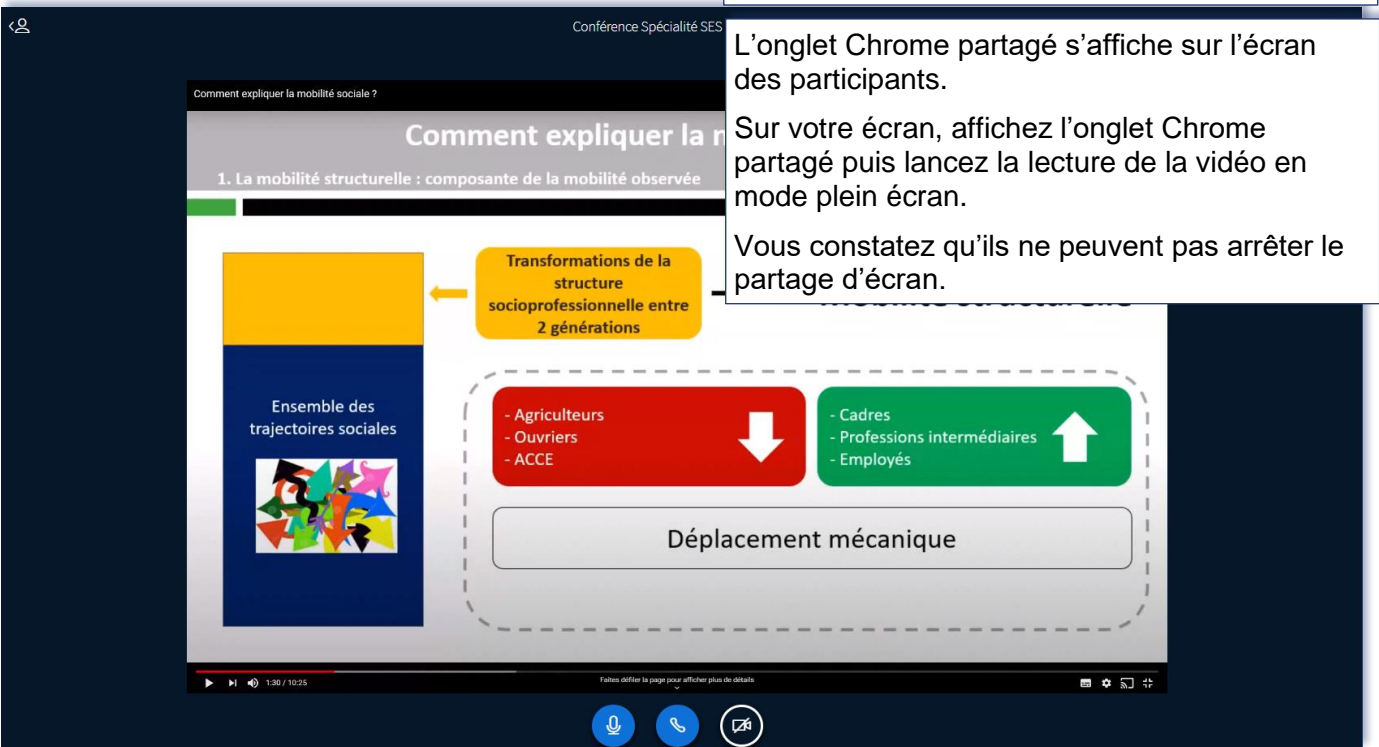 Conférence Spécialité SES
L’onglet Chrome partagé s’affiche sur l’écran
des participants.
Sur votre écran, affichez l’onglet Chrome
partagé puis lancez la lecture de la vidéo en
mode plein écran.
Vous constatez qu’ils ne peuvent pas arrêter le
partage d’écran.
Comment expliquer la mobilité sociale ?
Comment expliquer la
1. La mobilité structurelle : composante de la mobilité observée
Transformations de la
structure
socioprofessionnelle entre
2 générations
Ensemble des
trajectoires sociales
- Agriculteurs
- Ouvriers
- ACCE
- Cadres
- Professions intermédiaires
- Employés
Déplacement mécanique
1:30 / 10:25
Faites défiler la page pour afficher plus de détails